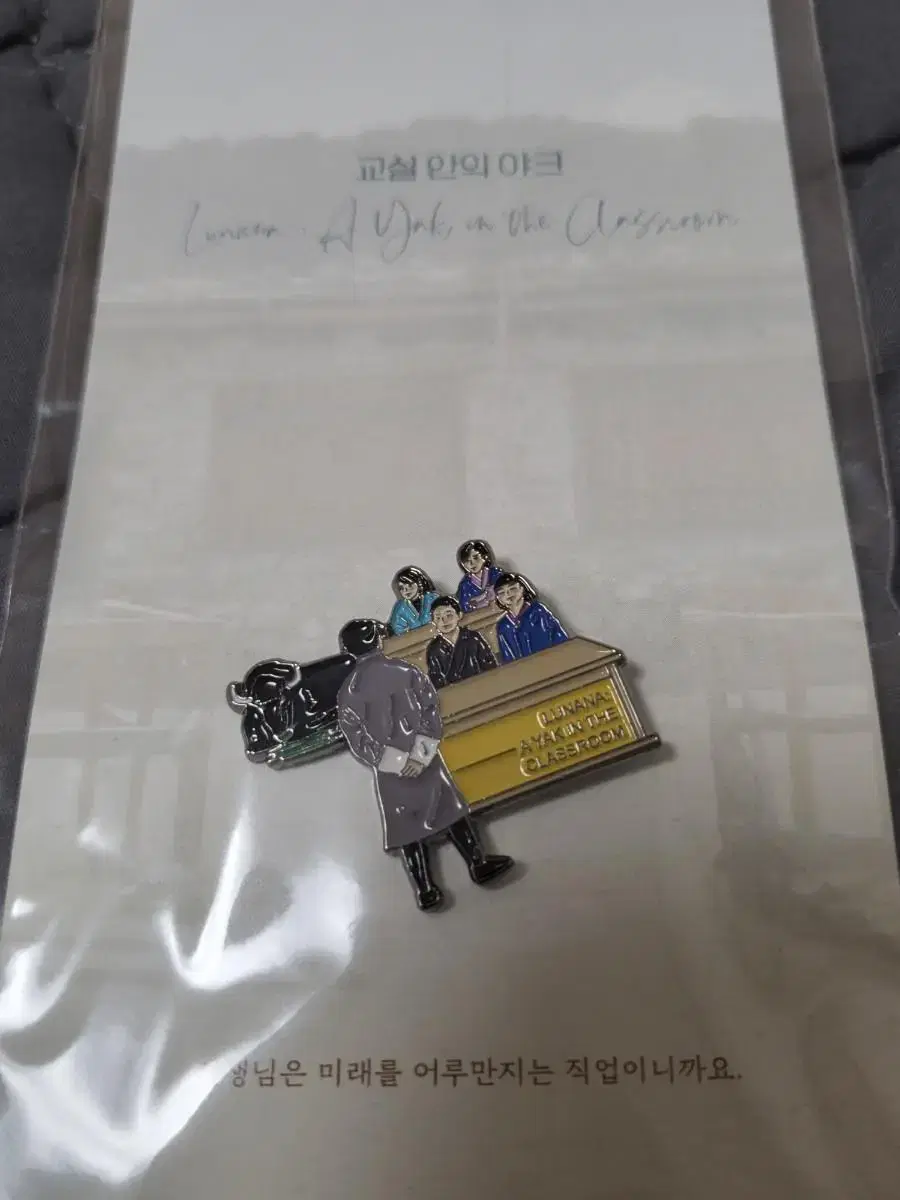 교실 안의 야크
Lunana : A Yak in the Classroom
LUNANA:
A YAK IN THE
CLASSROOM
생님은 미래를 어루만지는 직업이니까요.